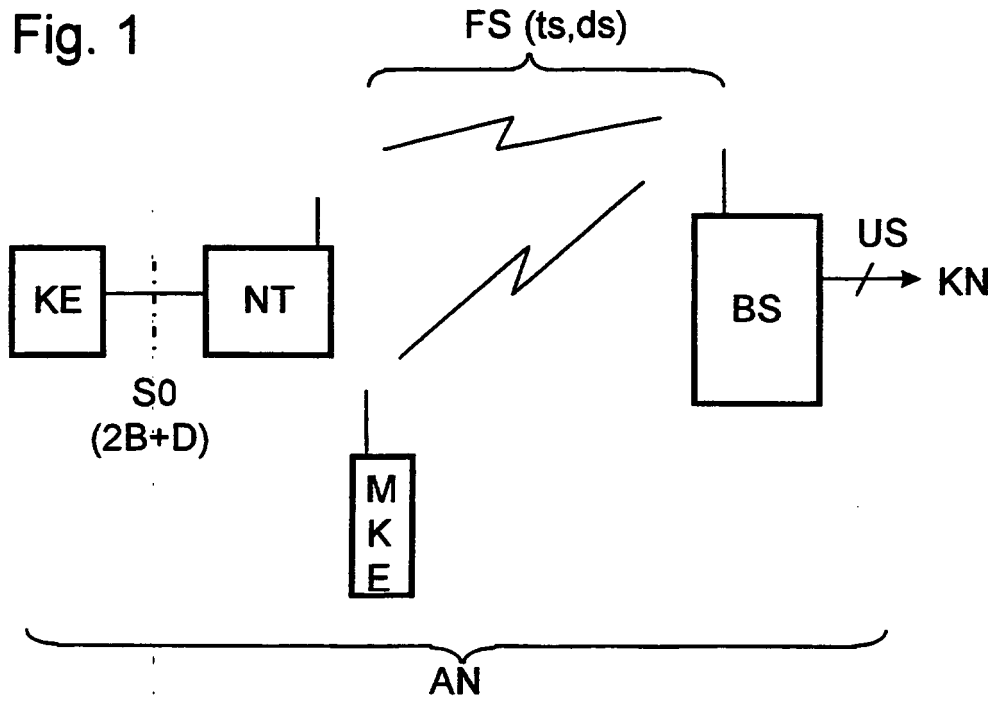 Fig. 1
FS (ts,ds)
KE
NT
BS
US
KN
S0
(2B+D)
M
K
E
AN